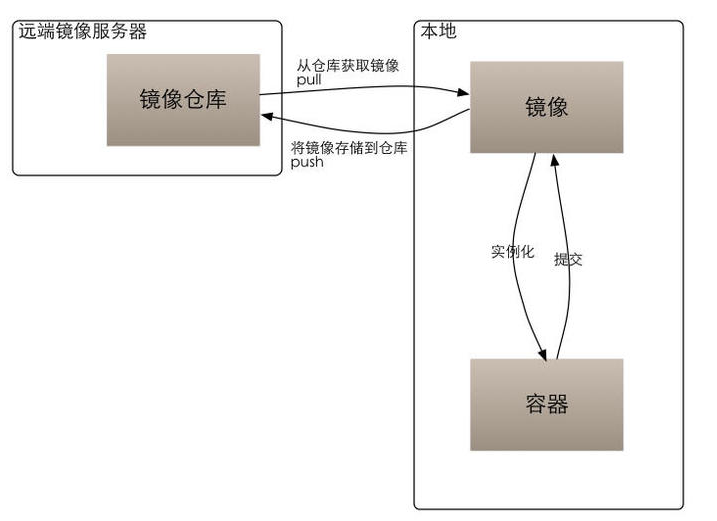 远端镜像服务器
本地
镜像仓库
从仓库获取镜像
pull
镜像
将镜像存储到仓库
push
实例化
提交
容器